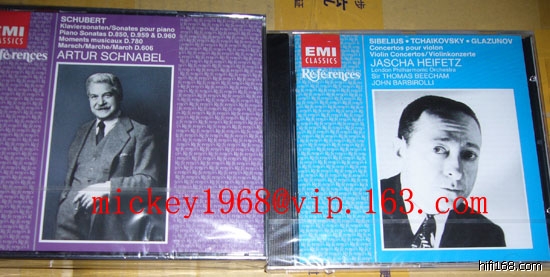 SCHUBERT
Klaviersonaten/Sonates pour piano
Piano Sonatas D.850, D.959 & D.960
Moments musicaux D.780
Marsch/Marche/March D.606
ARTUR SCHNABEL
EMI
CLASSICS
Références
SIBELIUS · TCHAIKOVSKY · GLAZUNOV
Concertos pour violon
Violin Concertos/Violinkonzerte
JASCHA HEIFETZ
London Philharmonic Orchestra
SIR THOMAS BEECHAM
JOHN BARBIROLLI
EMI
CLASSICS
Références
mickey1968@vip.163.com
hifi168.com